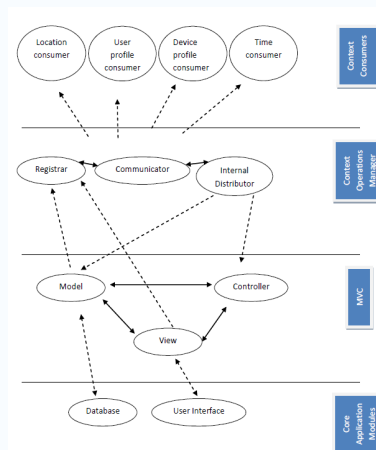 Location
consumer
User
profile
consumer
Device
profile
consumer
Time
consumer
Context
Consumers
Registrar
Communicator
Internal
Distributor
Context
Operations
Manager
Model
Controller
View
MVC
Database
User Interface
Core
Application
Modules